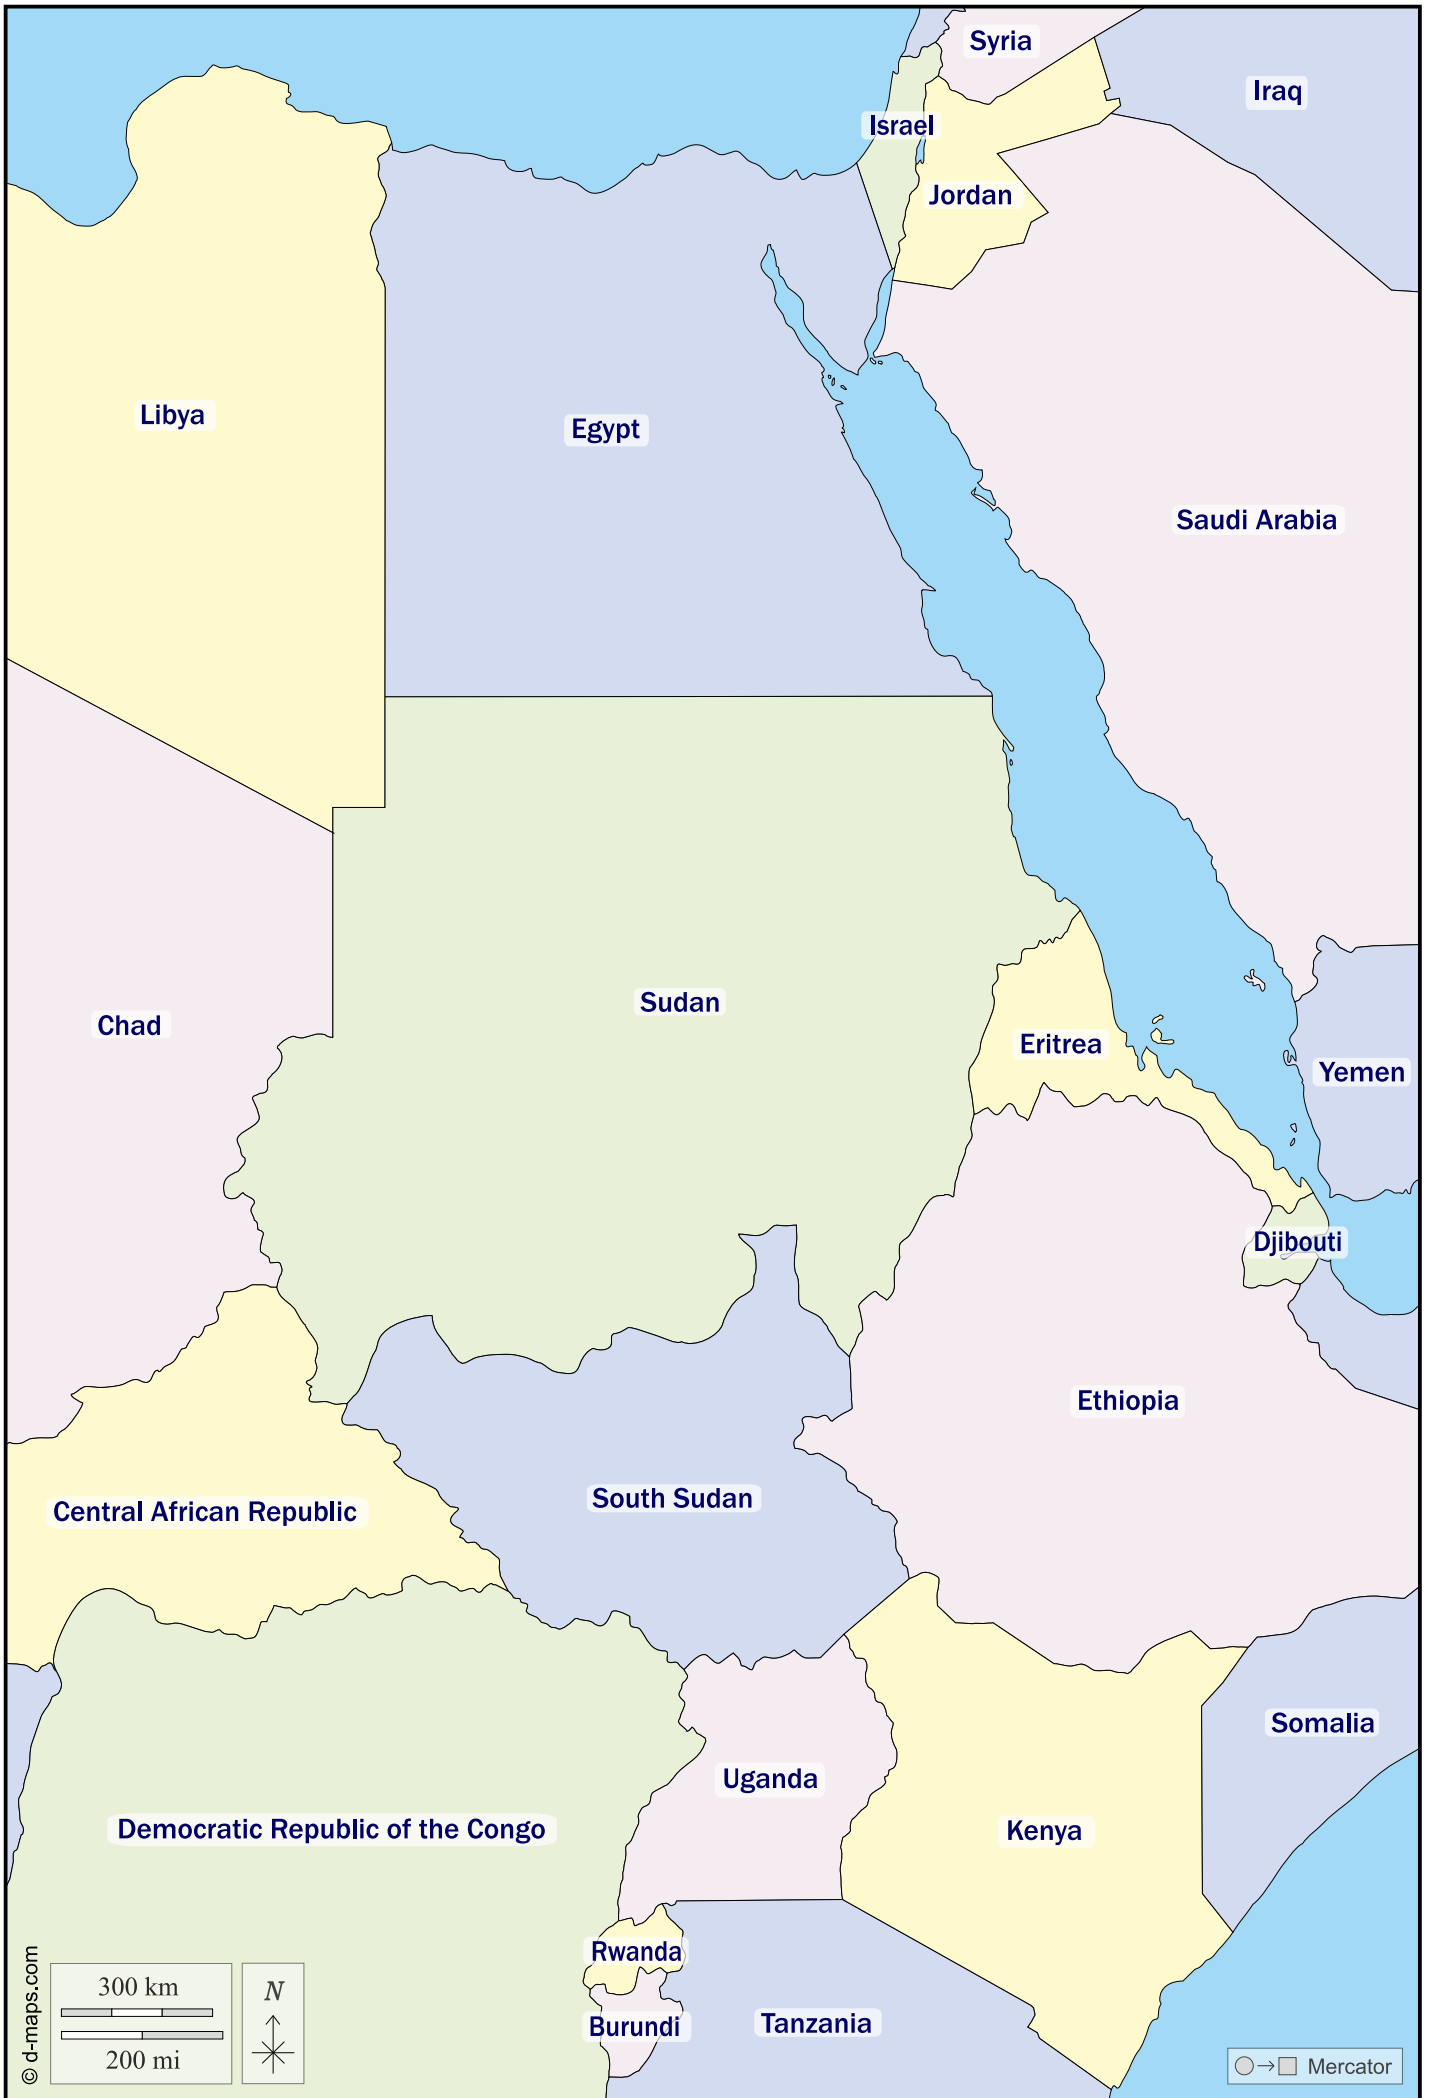 Syria
Iraq
Israel
Jordan
Libya
Egypt
Saudi Arabia
Sudan
Chad
Eritrea
Yemen
Djibouti
Ethiopia
South Sudan
Central African Republic
Somalia
Uganda
Democratic Republic of the Congo
Kenya
Rwanda
Burundi
Tanzania
© d-maps.com
300 km
200 mi
N
Mercator